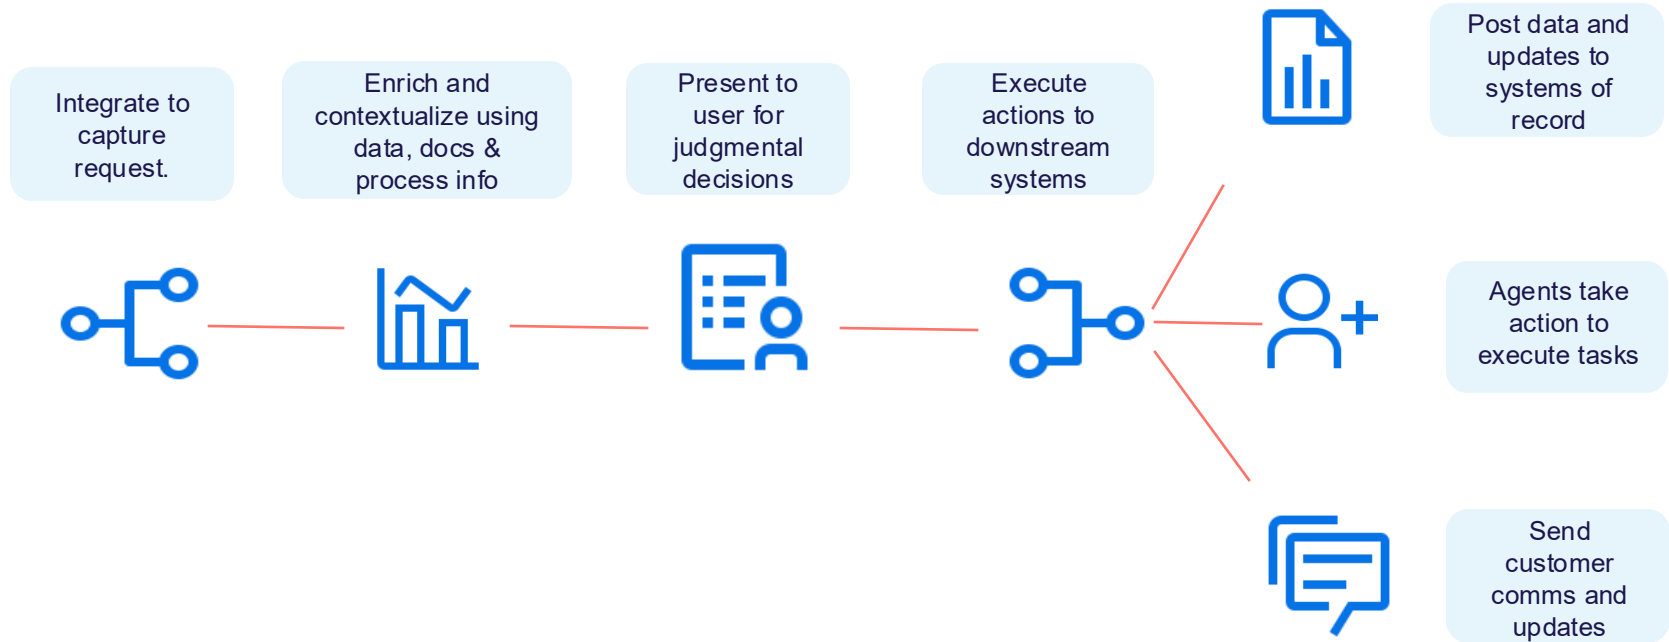 Integrate to
capture
request.
Enrich and
contextualize using
data, docs &
process info
Present to
user for
judgmental
decisions
Execute
actions to
downstream
systems
Post data and
updates to
systems of
record
Agents take
action to
execute tasks
Send
customer
comms and
updates